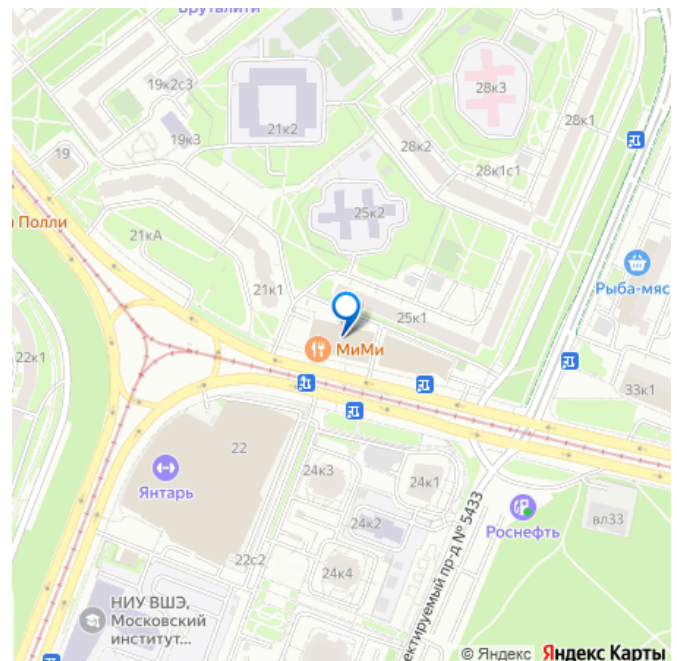 Бруталити
19к2с3
28к3
21к2
28к1
19к3
19
28к2
28к1с1
25к2
Полли
21кА
Рыба-мяс
21к1
25к1
МиМи
22к1
33к1
22
24к3
24к1
Янтарь
24к2
Роснефть
вл33
22с2
24к4
ектируемый пр-д № 5433
НИУ ВШЭ,
Московский
институт...
© Яндекс Яндекс Карты